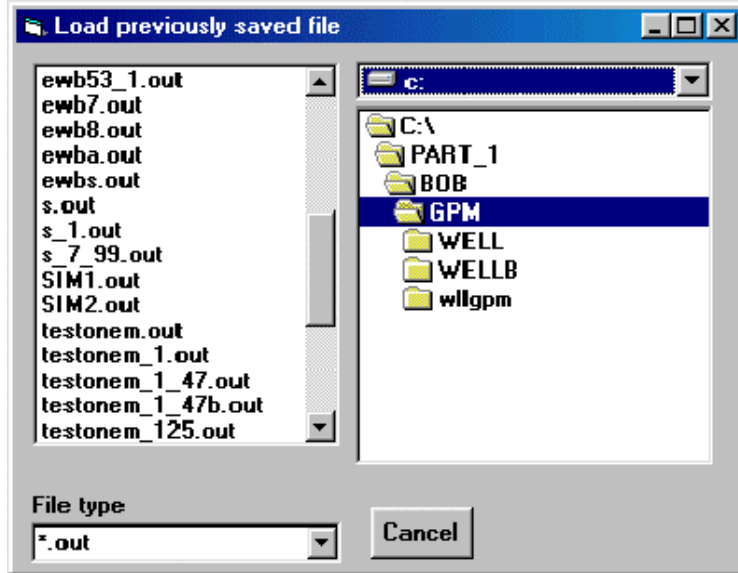 Load previously saved file
ewb53_1.out
ewb7.out
ewb8.out
ewba.out
ewbs.out
s.out
s_1.out
s_7_99.out
SIM1.out
SIM2.out
testonem.out
testonem_1.out
testonem_1_47.out
testonem_1_47b.out
testonem_125.out
c:
C:\
PART_1
BOB
GPM
WELL
WELLB
wllgpm
File type
*.out
Cancel